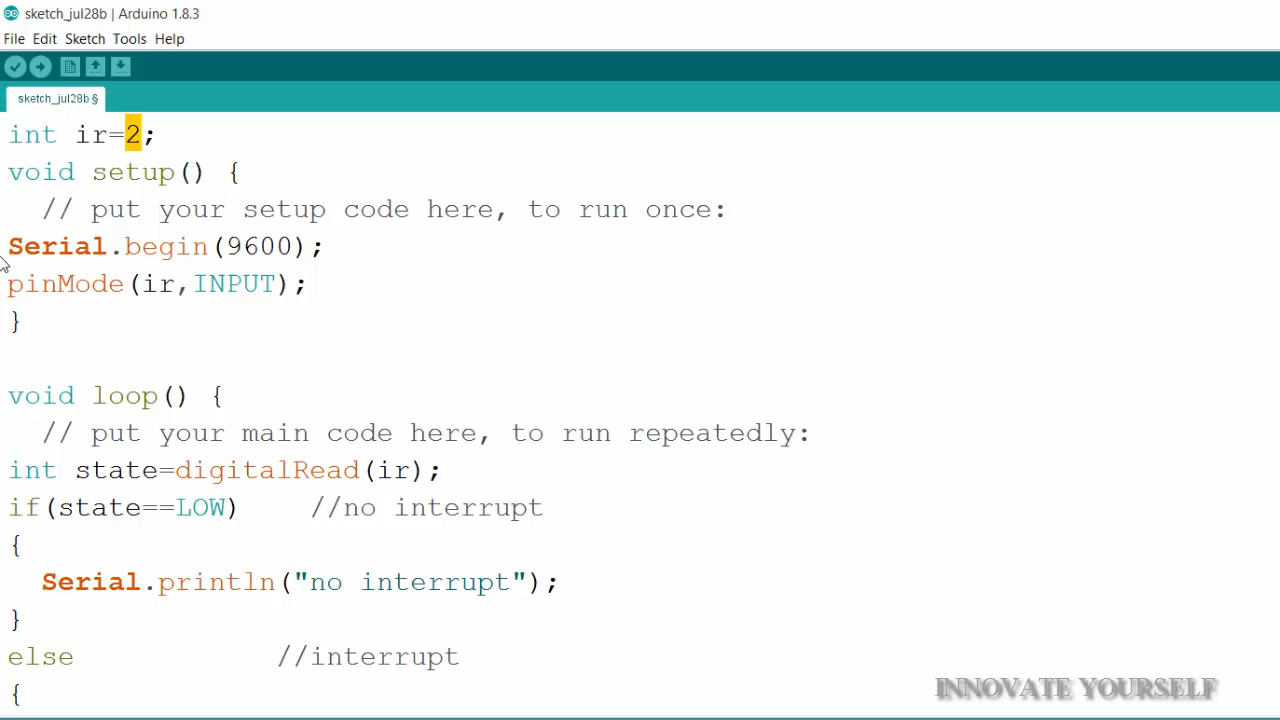 sketch_jul28b | Arduino 1.8.3
File Edit Sketch Tools Help
sketch_jul28b §
int ir=2;
void setup() {
  // put your setup code here, to run once:
Serial.begin(9600);
pinMode(ir,INPUT);
}
void loop() {
  // put your main code here, to run repeatedly:
int state=digitalRead(ir);
if(state==LOW)    //no interrupt
{
  Serial.println("no interrupt");
}
else            //interrupt
{
INNOVATE YOURSELF